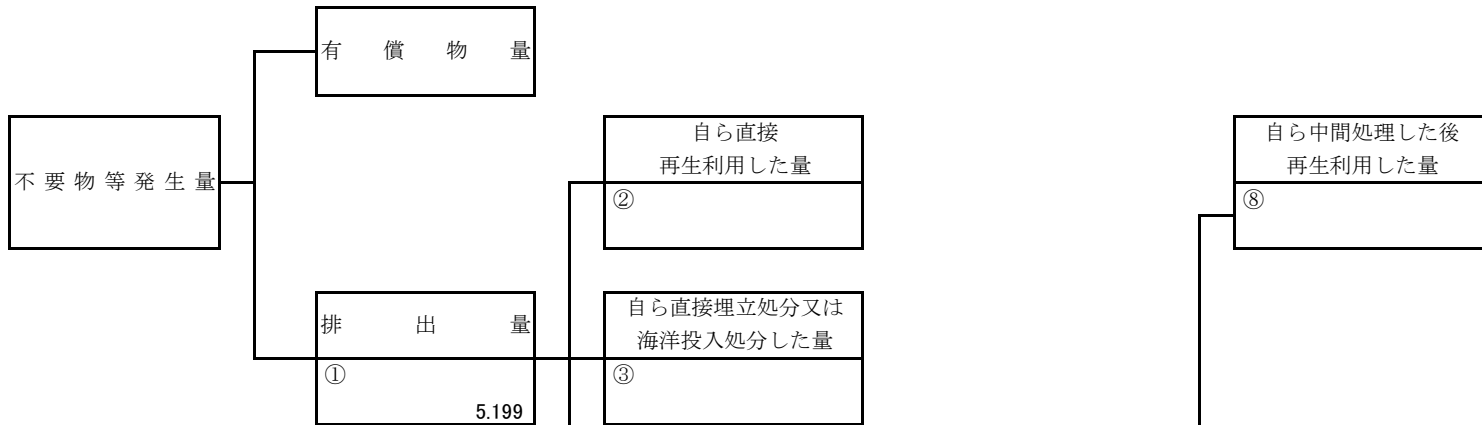 有償物量
不要物等発生量
自ら直接
再生利用した量
②
自ら中間処理した後
再生利用した量
⑧
排出量
①
5.199
自ら直接埋立処分又は
海洋投入処分した量
③